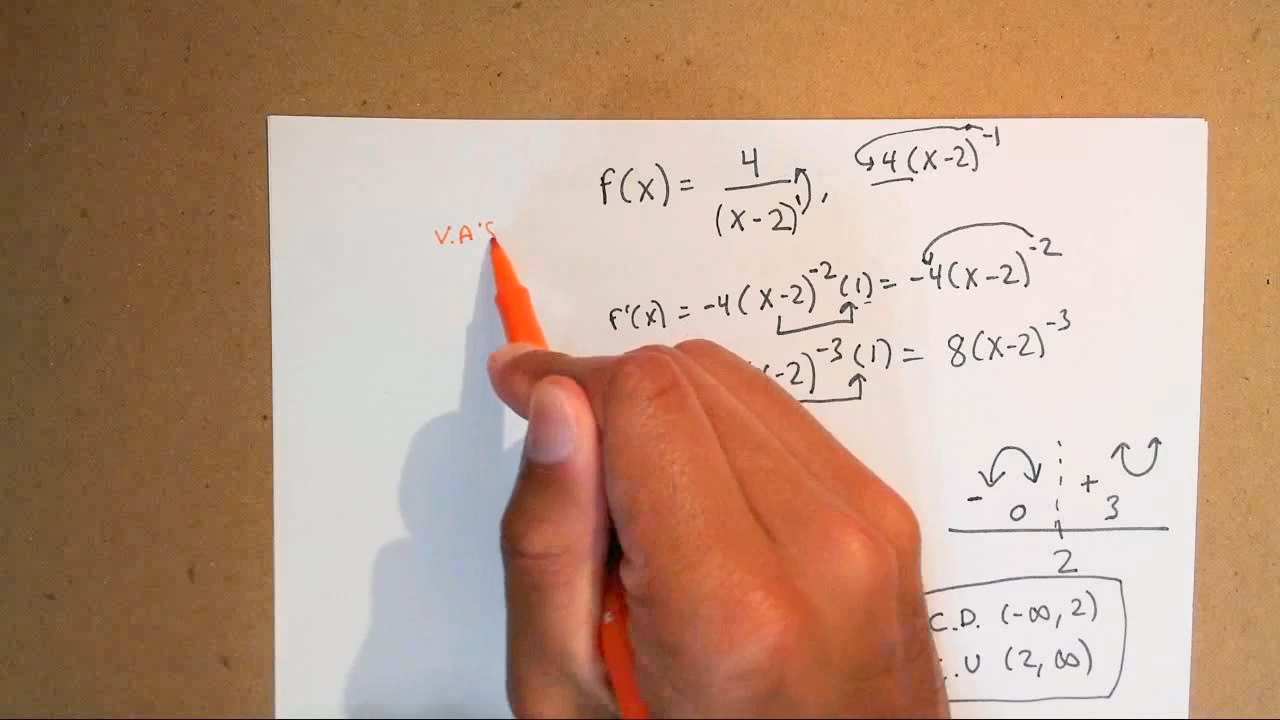 f(x) = 4/(x-2)^1, 4(x-2)^-1
V.A's
f'(x) = -4(x-2)^-2 (1) = -4(x-2)^-2
-2)^-3 (1) = 8(x-2)^-3
- 0 + 3
2
C.D. (-∞, 2)
.U (2, ∞)